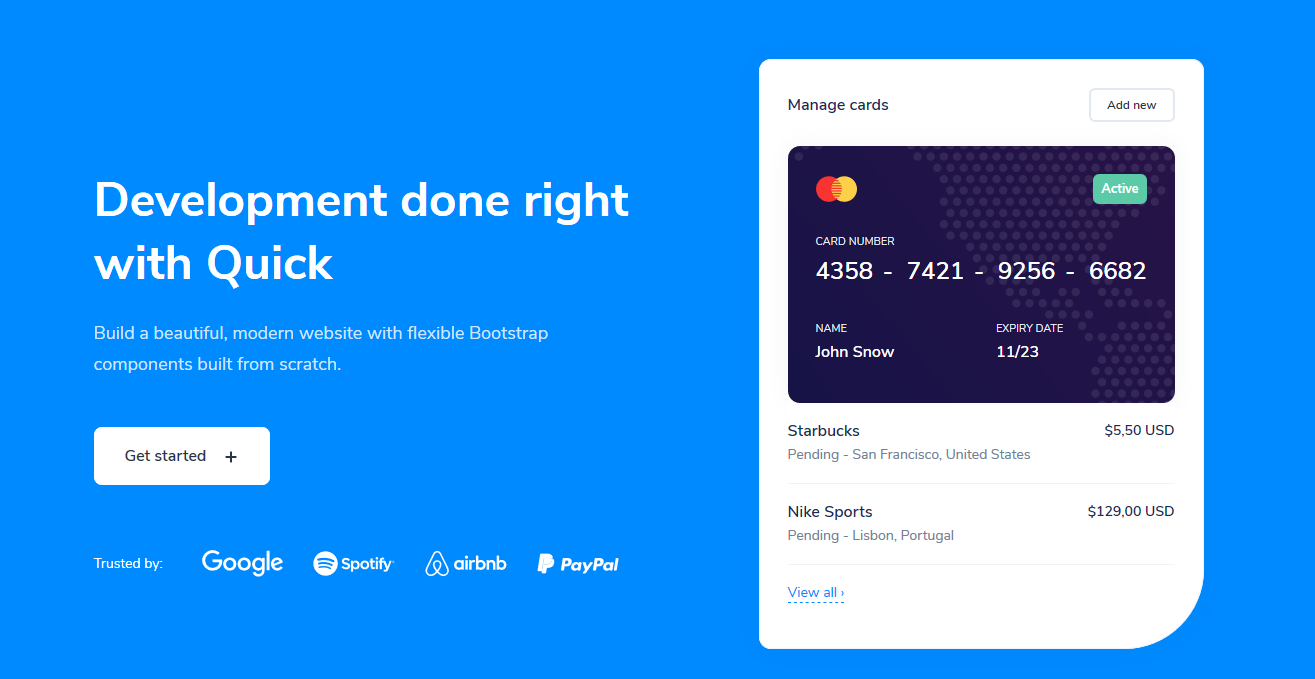 Development done right
with Quick
Build a beautiful, modern website with flexible Bootstrap
components built from scratch.
Get started +
Trusted by: Google Spotify airbnb PayPal
Manage cards Add new
Active
CARD NUMBER
4358 - 7421 - 9256 - 6682
NAME EXPIRY DATE
John Snow 11/23
Starbucks $5,50 USD
Pending - San Francisco, United States
Nike Sports $129,00 USD
Pending - Lisbon, Portugal
View all ›